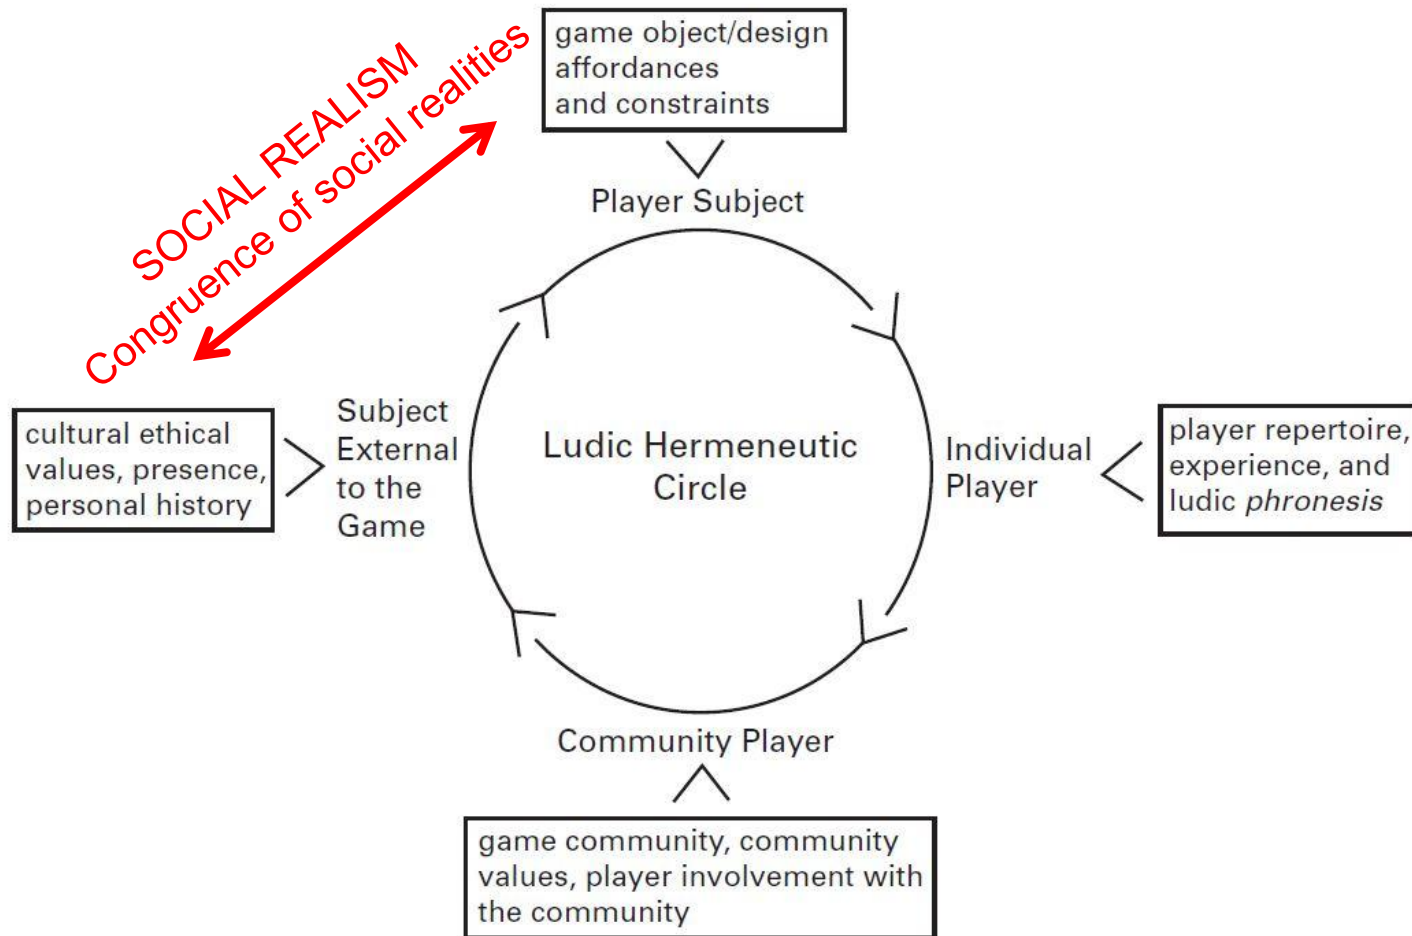 SOCIAL REALISM
Congruence of social realities
game object/design
affordances
and constraints
Player Subject
cultural ethical
values, presence,
personal history
Subject
External
to the
Game
Ludic Hermeneutic
Circle
Individual
Player
player repertoire,
experience, and
ludic phronesis
Community Player
game community, community
values, player involvement with
the community